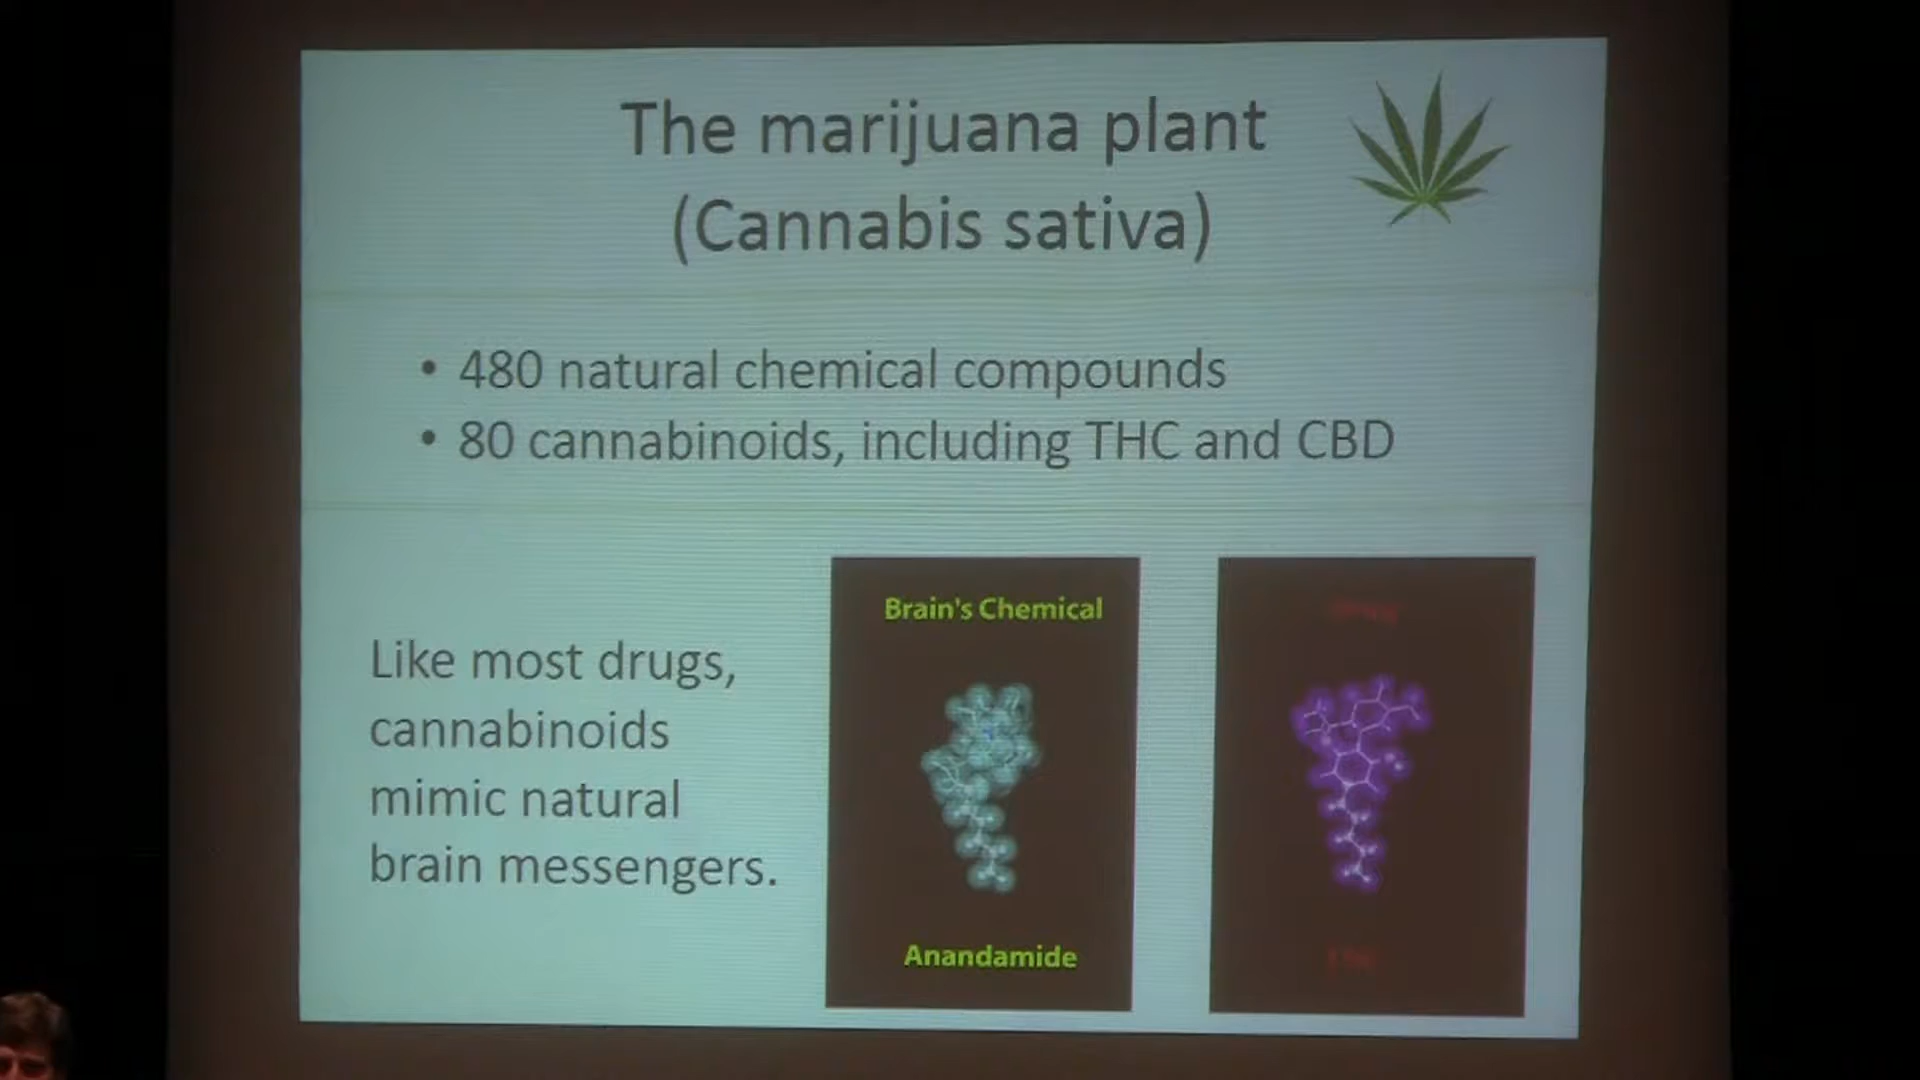 The marijuana plant
(Cannabis sativa)
• 480 natural chemical compounds
• 80 cannabinoids, including THC and CBD
Like most drugs,
cannabinoids
mimic natural
brain messengers.
Brain's Chemical
Anandamide